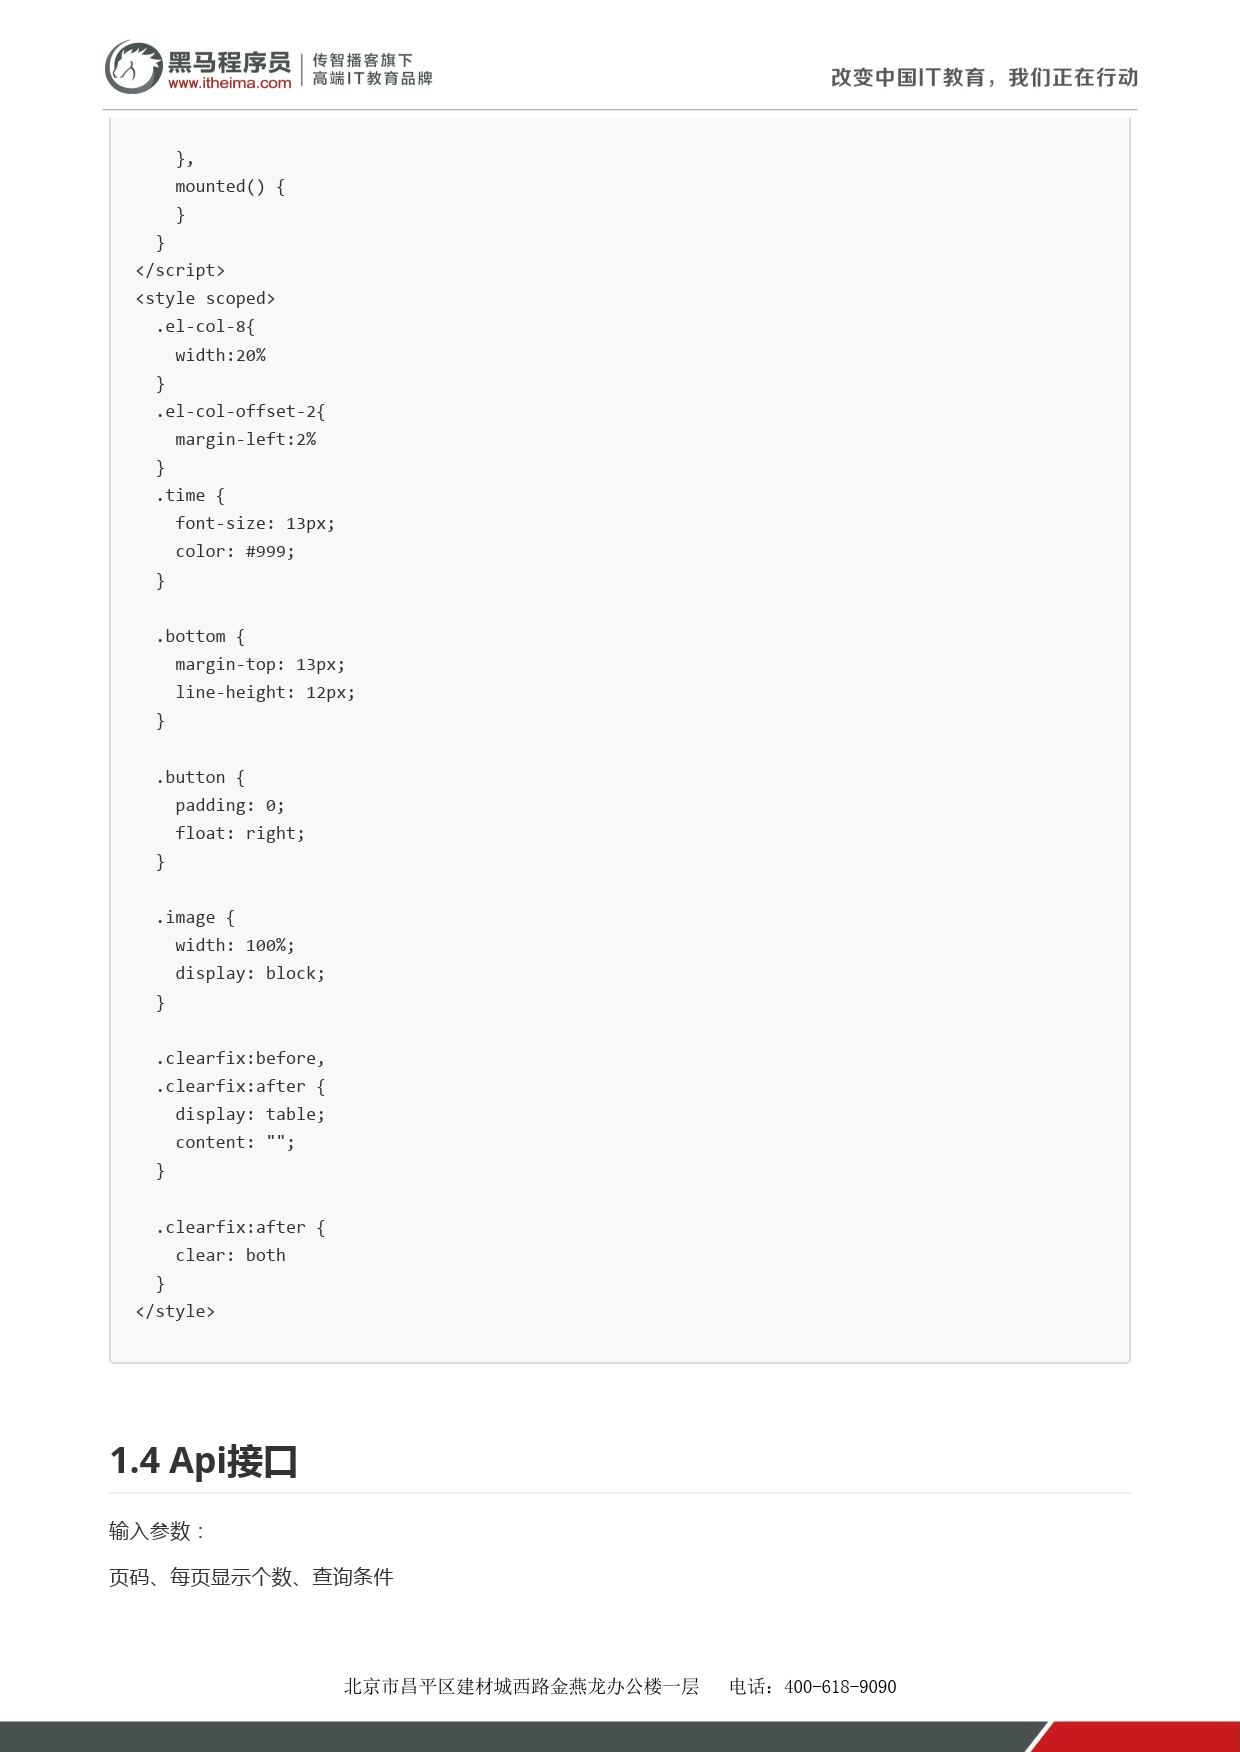 黑马程序员
www.itheima.com
传智播客旗下
高端IT教育品牌
改变中国IT教育，我们正在行动
    },
    mounted() {
    }
  }
</script>
<style scoped>
  .el-col-8{
    width:20%
  }
  .el-col-offset-2{
    margin-left:2%
  }
  .time {
    font-size: 13px;
    color: #999;
  }
  .bottom {
    margin-top: 13px;
    line-height: 12px;
  }
  .button {
    padding: 0;
    float: right;
  }
  .image {
    width: 100%;
    display: block;
  }
  .clearfix:before,
  .clearfix:after {
    display: table;
    content: "";
  }
  .clearfix:after {
    clear: both
  }
</style>
1.4 Api接口
输入参数：
页码、每页显示个数、查询条件
北京市昌平区建材城西路金燕龙办公楼一层 电话：400-618-9090